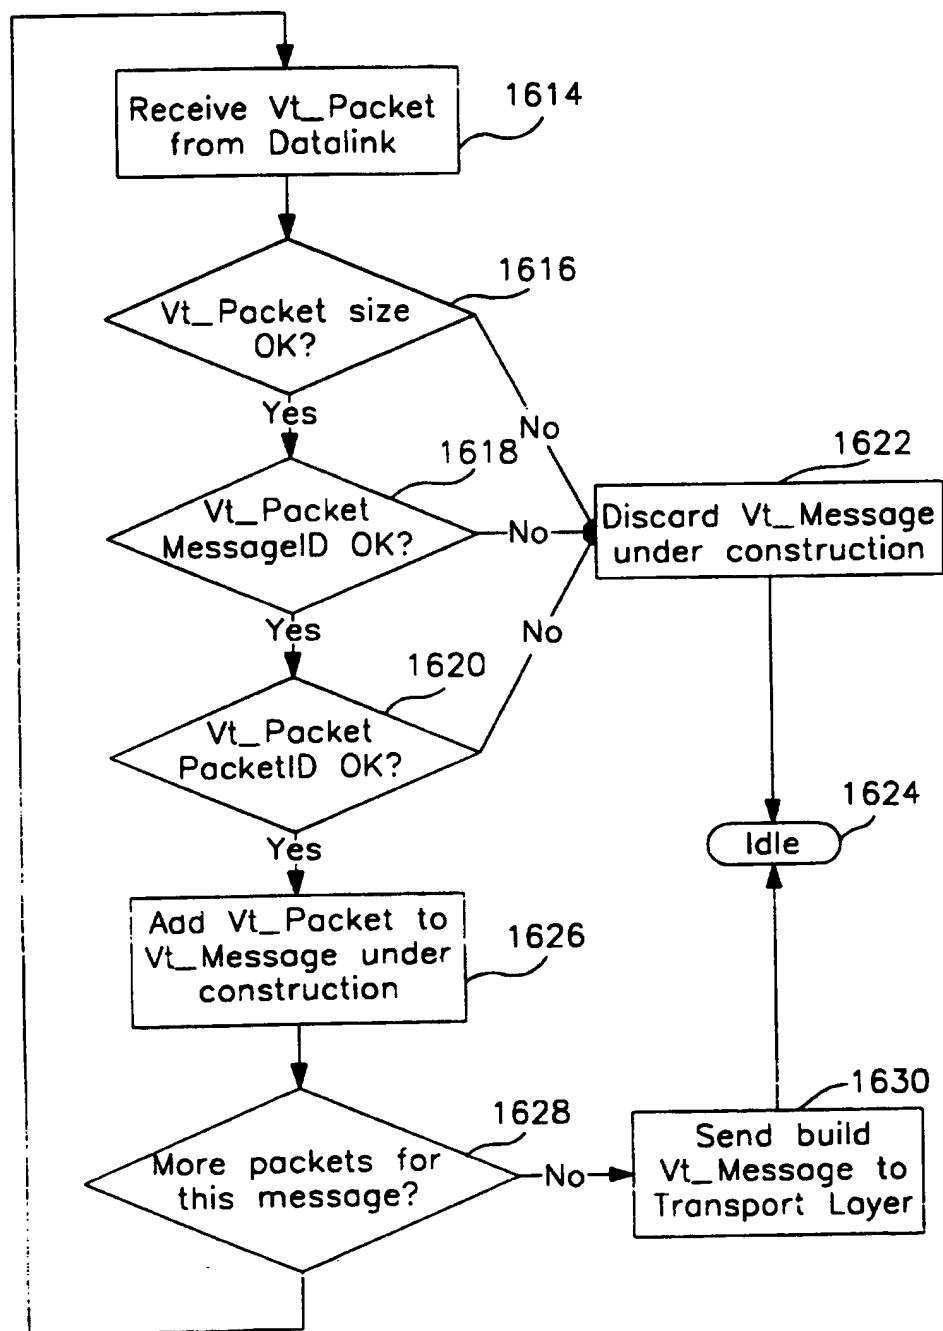 Receive Vt_Packet
from Datalink
1614
Vt_Packet size
OK?
1616
Yes
No
Vt_Packet
MessageID OK?
1618
No
Discard Vt_Message
under construction
1622
Yes
No
Vt_Packet
PacketID OK?
1620
Yes
Idle
1624
Add Vt_Packet to
Vt_Message under
construction
1626
More packets for
this message?
1628
No
Send build
Vt_Message to
Transport Layer
1630